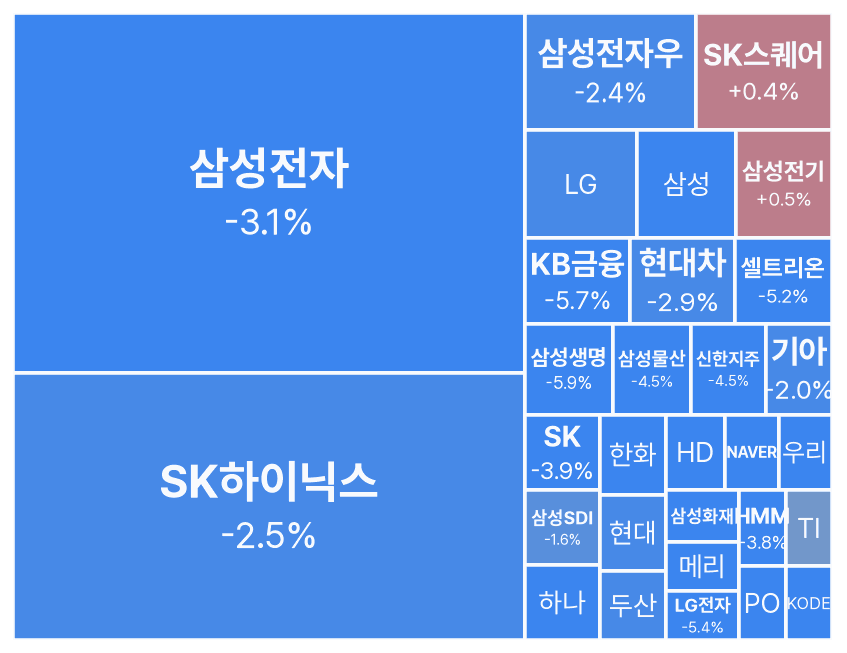 삼성전자
-3.1%
SK하이닉스
-2.5%
삼성전자우
-2.4%
SK스퀘어
+0.4%
LG
삼성
삼성전기
+0.5%
KB금융
-5.7%
현대차
-2.9%
셀트리온
-5.2%
삼성생명
-5.9%
삼성물산
-4.5%
신한지주
-4.5%
기아
-2.0%
SK
-3.9%
한화
HD
NAVER
우리
삼성SDI
-1.6%
현대
삼성화재
HMM
-3.8%
TI
메리
하나
두산
LG전자
-5.4%
PO
KODE